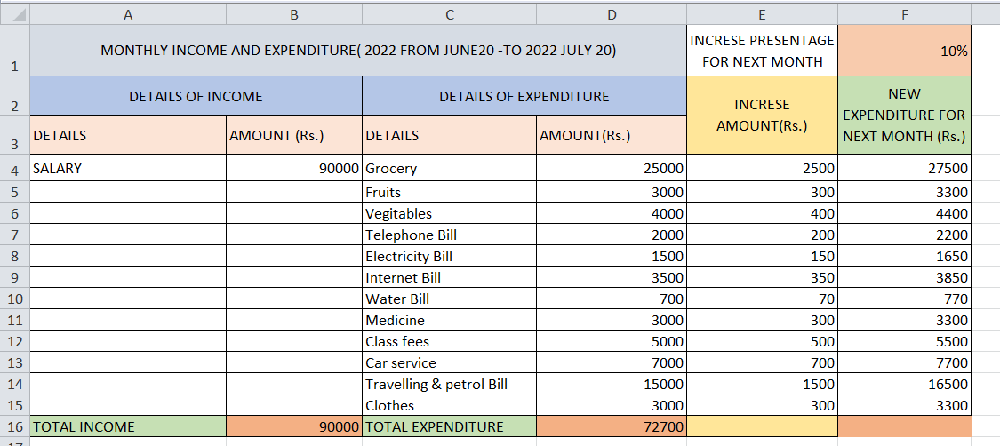 A B C D E F
1 MONTHLY INCOME AND EXPENDITURE( 2022 FROM JUNE20 -TO 2022 JULY 20) INCRESE PRESENTAGE FOR NEXT MONTH 10%
2 DETAILS OF INCOME DETAILS OF EXPENDITURE INCRESE AMOUNT(Rs.) NEW EXPENDITURE FOR NEXT MONTH (Rs.)
3 DETAILS AMOUNT (Rs.) DETAILS AMOUNT(Rs.)
4 SALARY 90000 Grocery 25000 2500 27500
5 Fruits 3000 300 3300
6 Vegitables 4000 400 4400
7 Telephone Bill 2000 200 2200
8 Electricity Bill 1500 150 1650
9 Internet Bill 3500 350 3850
10 Water Bill 700 70 770
11 Medicine 3000 300 3300
12 Class fees 5000 500 5500
13 Car service 7000 700 7700
14 Travelling & petrol Bill 15000 1500 16500
15 Clothes 3000 300 3300
16 TOTAL INCOME 90000 TOTAL EXPENDITURE 72700